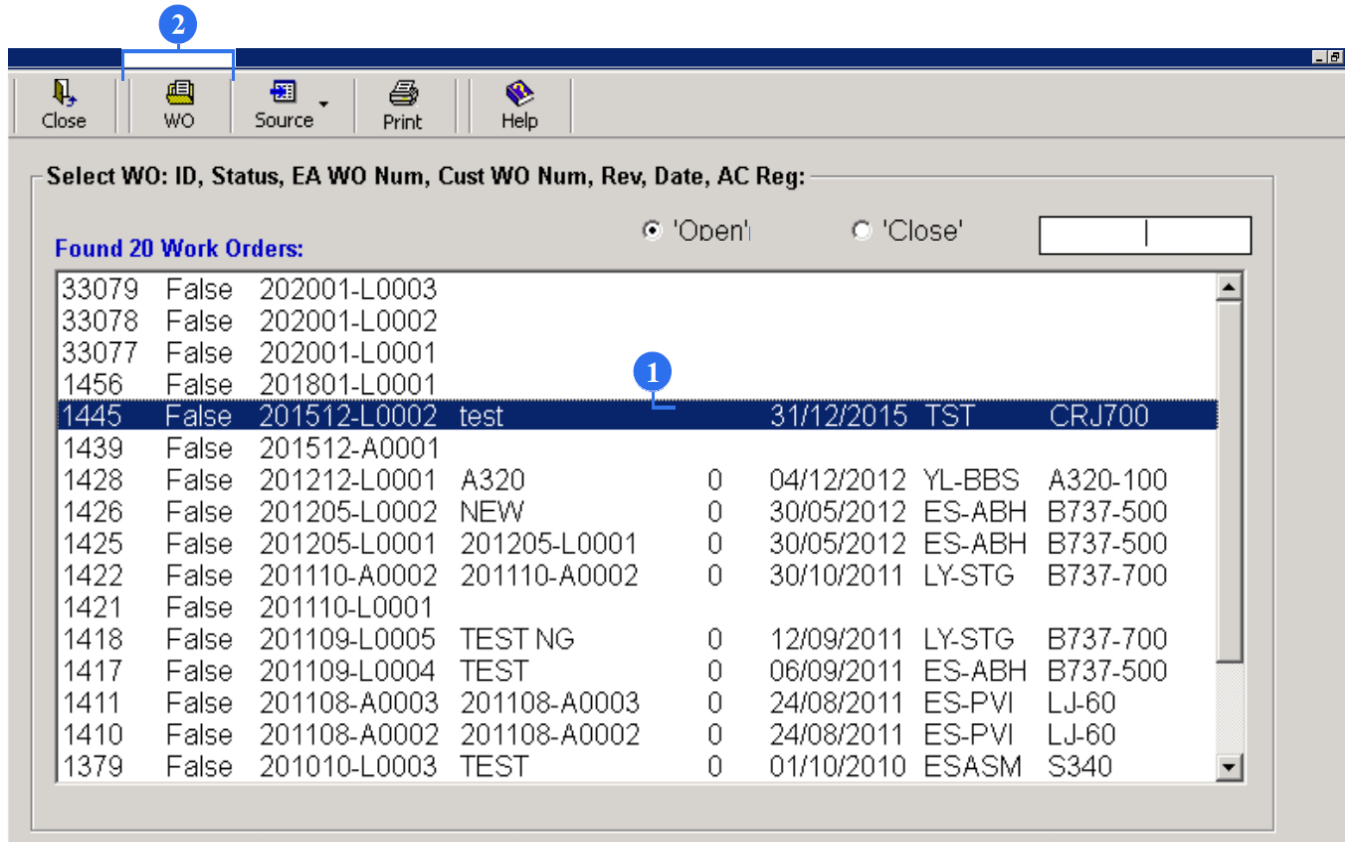 2
Close WO Source Print Help
Select WO: ID, Status, EA WO Num, Cust WO Num, Rev, Date, AC Reg:
'Open' 'Close'
Found 20 Work Orders:
33079 False 202001-L0003
33078 False 202001-L0002
33077 False 202001-L0001
1456 False 201801-L0001
1
1445 False 201512-L0002 test 31/12/2015 TST CRJ700
1439 False 201512-A0001
1428 False 201212-L0001 A320 0 04/12/2012 YL-BBS A320-100
1426 False 201205-L0002 NEW 0 30/05/2012 ES-ABH B737-500
1425 False 201205-L0001 201205-L0001 0 30/05/2012 ES-ABH B737-500
1422 False 201110-A0002 201110-A0002 0 30/10/2011 LY-STG B737-700
1421 False 201110-L0001
1418 False 201109-L0005 TEST NG 0 12/09/2011 LY-STG B737-700
1417 False 201109-L0004 TEST 0 06/09/2011 ES-ABH B737-500
1411 False 201108-A0003 201108-A0003 0 24/08/2011 ES-PVI LJ-60
1410 False 201108-A0002 201108-A0002 0 24/08/2011 ES-PVI LJ-60
1379 False 201010-L0003 TEST 0 01/10/2010 ESASM S340